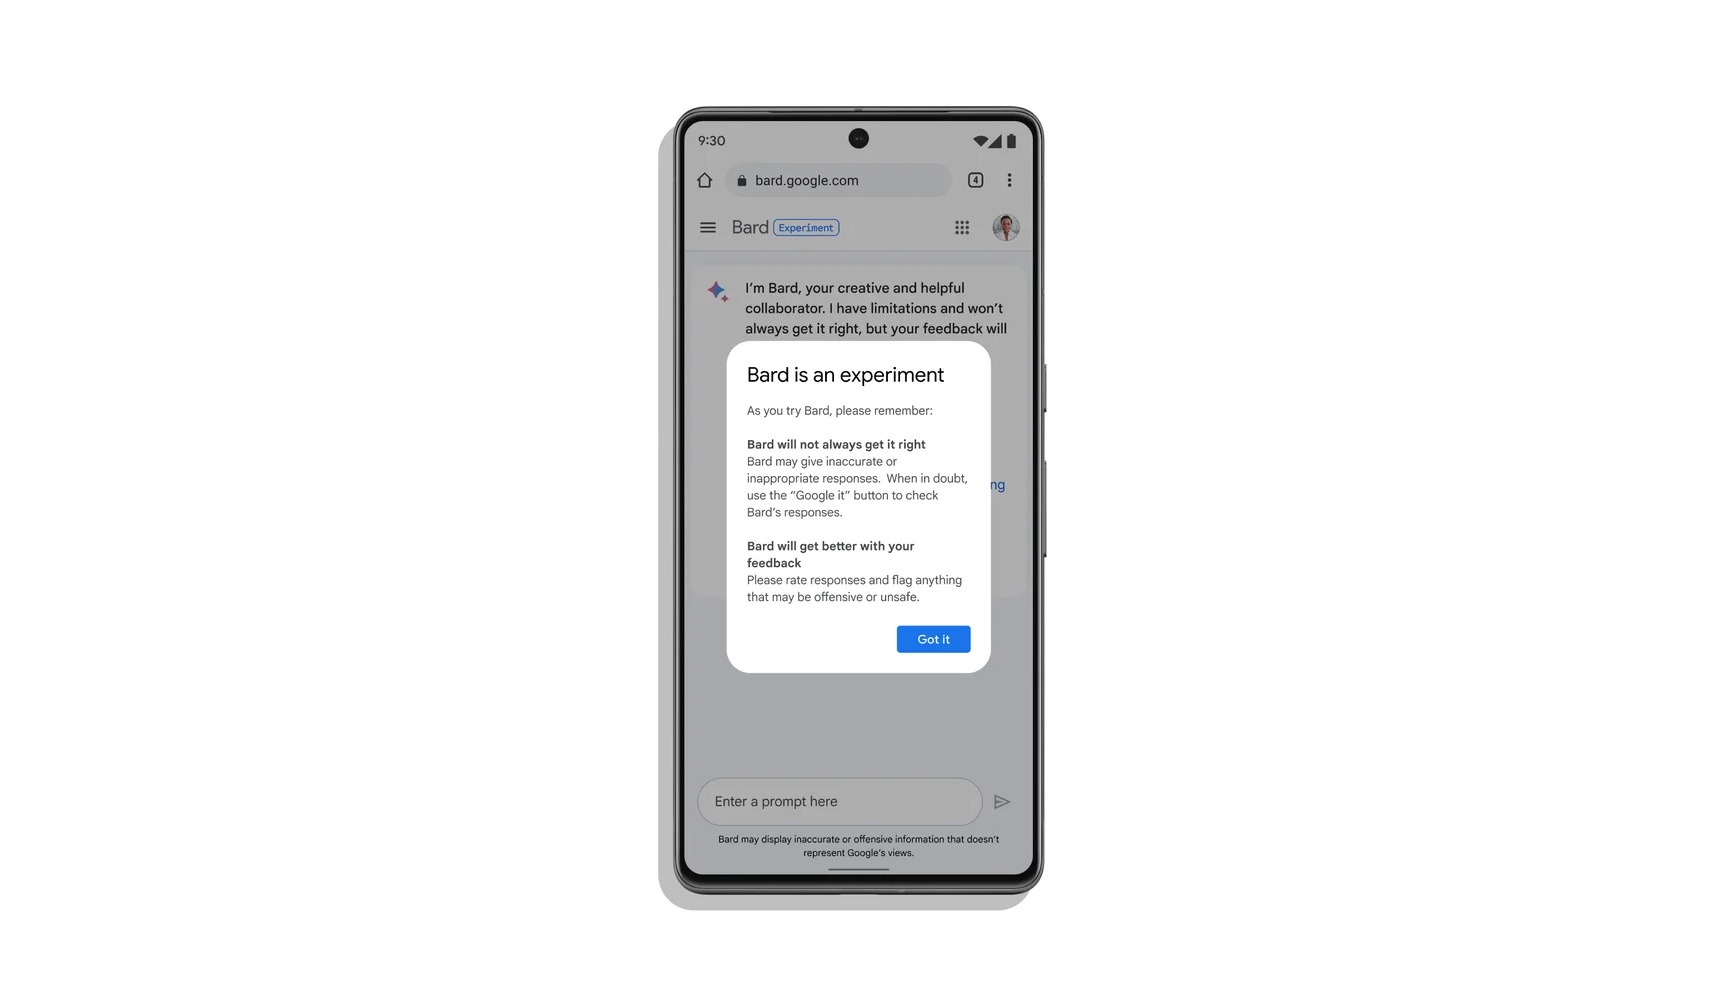 9:30
bard.google.com
4
Bard Experiment
I'm Bard, your creative and helpful
collaborator. I have limitations and won't
always get it right, but your feedback will
Bard is an experiment
As you try Bard, please remember:
Bard will not always get it right
Bard may give inaccurate or
inappropriate responses.  When in doubt,
use the “Google it” button to check
Bard's responses.
ng
Bard will get better with your
feedback
Please rate responses and flag anything
that may be offensive or unsafe.
Got it
Enter a prompt here
Bard may display inaccurate or offensive information that doesn't
represent Google's views.